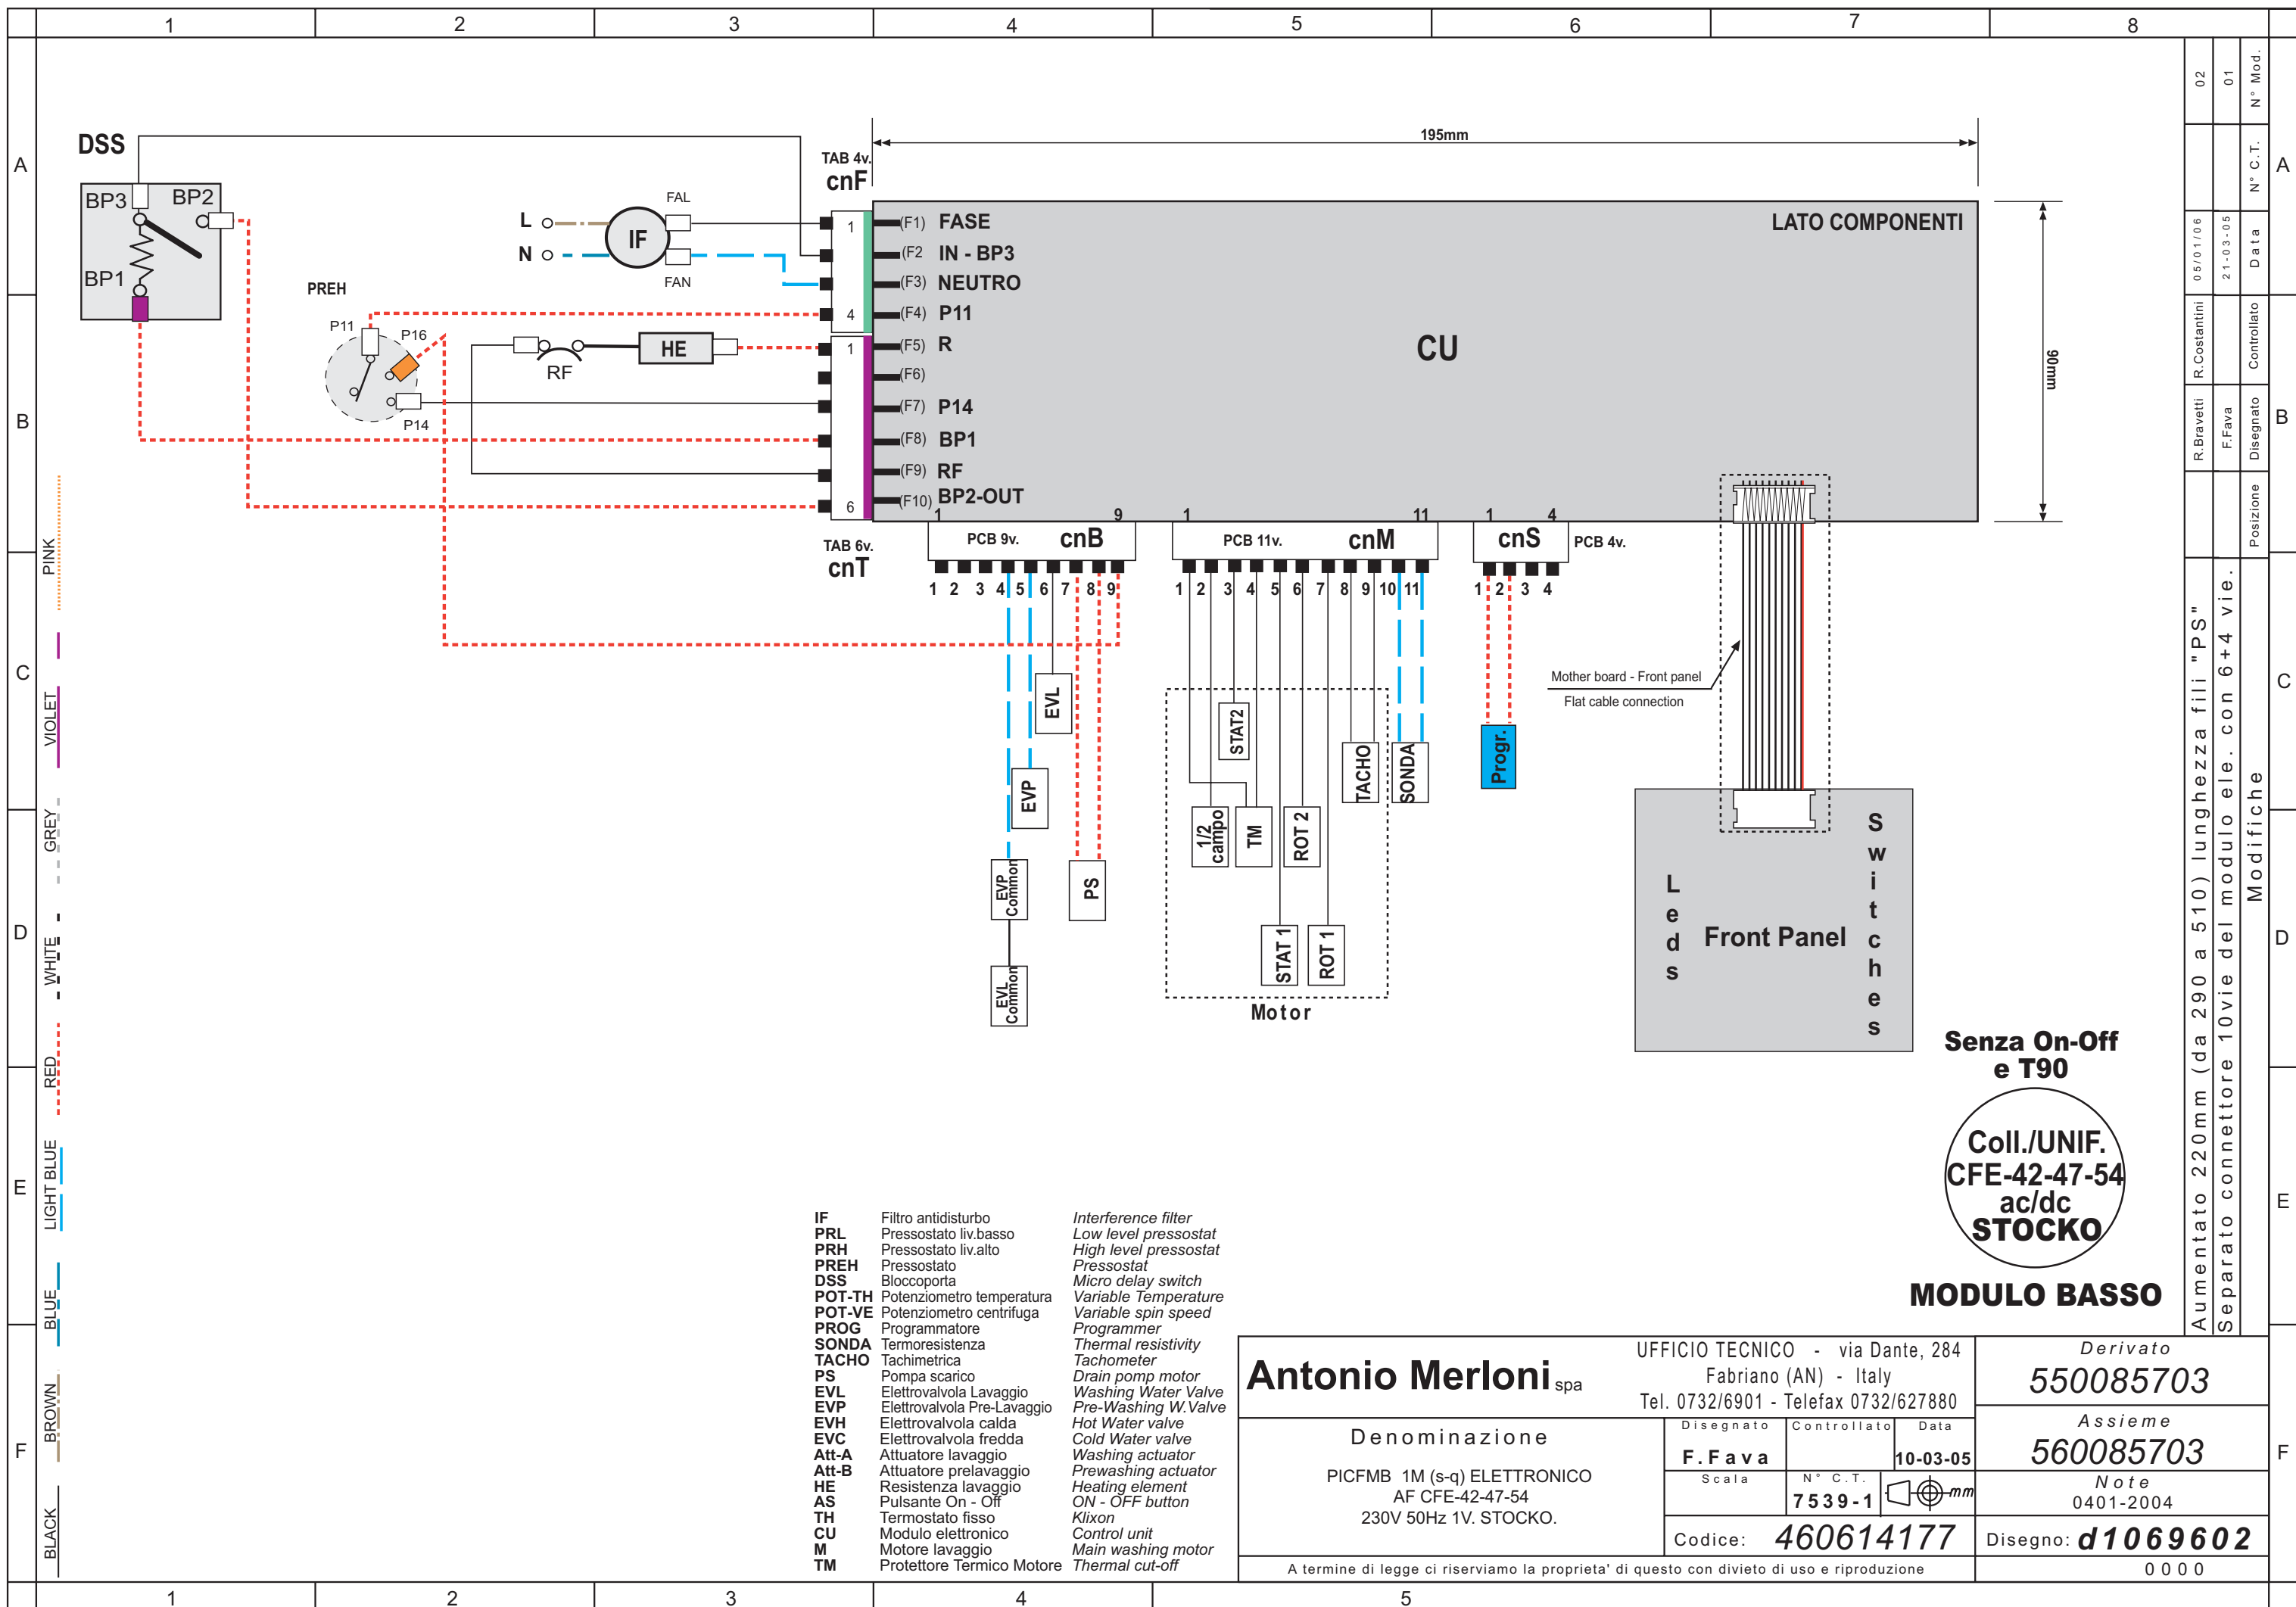 1 2 3 4 5 6 7 8
A
B
C
D
E
F
DSS
BP3
BP2
BP1
PREH
P11
P16
P14
L
N
IF
FAL
FAN
RF
HE
TAB 4v.
cnF
1
4
1
6
TAB 6v.
cnT
195mm
90mm
LATO COMPONENTI
CU
(F1) FASE
(F2 IN - BP3
(F3) NEUTRO
(F4) P11
(F5) R
(F6)
(F7) P14
(F8) BP1
(F9) RF
(F10) BP2-OUT
1 9
PCB 9v. cnB
1 2 3 4 5 6 7 8 9
1 11
PCB 11v. cnM
1 2 3 4 5 6 7 8 9 10 11
1 4
cnS PCB 4v.
1 2 3 4
EVL
EVP
EVP Common
EVL Common
PS
STAT2
1/2 campo
TM
ROT 2
STAT 1
ROT 1
TACHO
SONDA
Motor
Progr.
Mother board - Front panel
Flat cable connection
Leds
Front Panel
Switches
PINK
VIOLET
GREY
WHITE
RED
LIGHT BLUE
BLUE
BROWN
BLACK
Senza On-Off
e T90
Coll./UNIF.
CFE-42-47-54
ac/dc
STOCKO
MODULO BASSO
IF Filtro antidisturbo Interference filter
PRL Pressostato liv.basso Low level pressostat
PRH Pressostato liv.alto High level pressostat
PREH Pressostato Pressostat
DSS Bloccoporta Micro delay switch
POT-TH Potenziometro temperatura Variable Temperature
POT-VE Potenziometro centrifuga Variable spin speed
PROG Programmatore Programmer
SONDA Termoresistenza Thermal resistivity
TACHO Tachimetrica Tachometer
PS Pompa scarico Drain pomp motor
EVL Elettrovalvola Lavaggio Washing Water Valve
EVP Elettrovalvola Pre-Lavaggio Pre-Washing W.Valve
EVH Elettrovalvola calda Hot Water valve
EVC Elettrovalvola fredda Cold Water valve
Att-A Attuatore lavaggio Washing actuator
Att-B Attuatore prelavaggio Prewashing actuator
HE Resistenza lavaggio Heating element
AS Pulsante On - Off ON - OFF button
TH Termostato fisso Klixon
CU Modulo elettronico Control unit
M Motore lavaggio Main washing motor
TM Protettore Termico Motore Thermal cut-off
Antonio Merloni spa
UFFICIO TECNICO - via Dante, 284
Fabriano (AN) - Italy
Tel. 0732/6901 - Telefax 0732/627880
Denominazione
PICFMB 1M (s-q) ELETTRONICO
AF CFE-42-47-54
230V 50Hz 1V. STOCKO.
Disegnato Controllato Data
F.Fava 10-03-05
Scala N° C.T.
7539-1 mm
Codice: 460614177
Derivato
550085703
Assieme
560085703
Note
0401-2004
Disegno: d1069602
0000
A termine di legge ci riserviamo la proprieta' di questo con divieto di uso e riproduzione
Aumentato 220mm (da 290 a 510) lunghezza fili "PS" R.Bravetti R.Costantini 05/01/06 02
Separato connettore 10vie del modulo ele. con 6+4 vie. F.Fava 21-03-05 01
Modifiche Posizione Disegnato Controllato Data N° C.T. N° Mod.
A
B
C
D
E
F
1 2 3 4 5